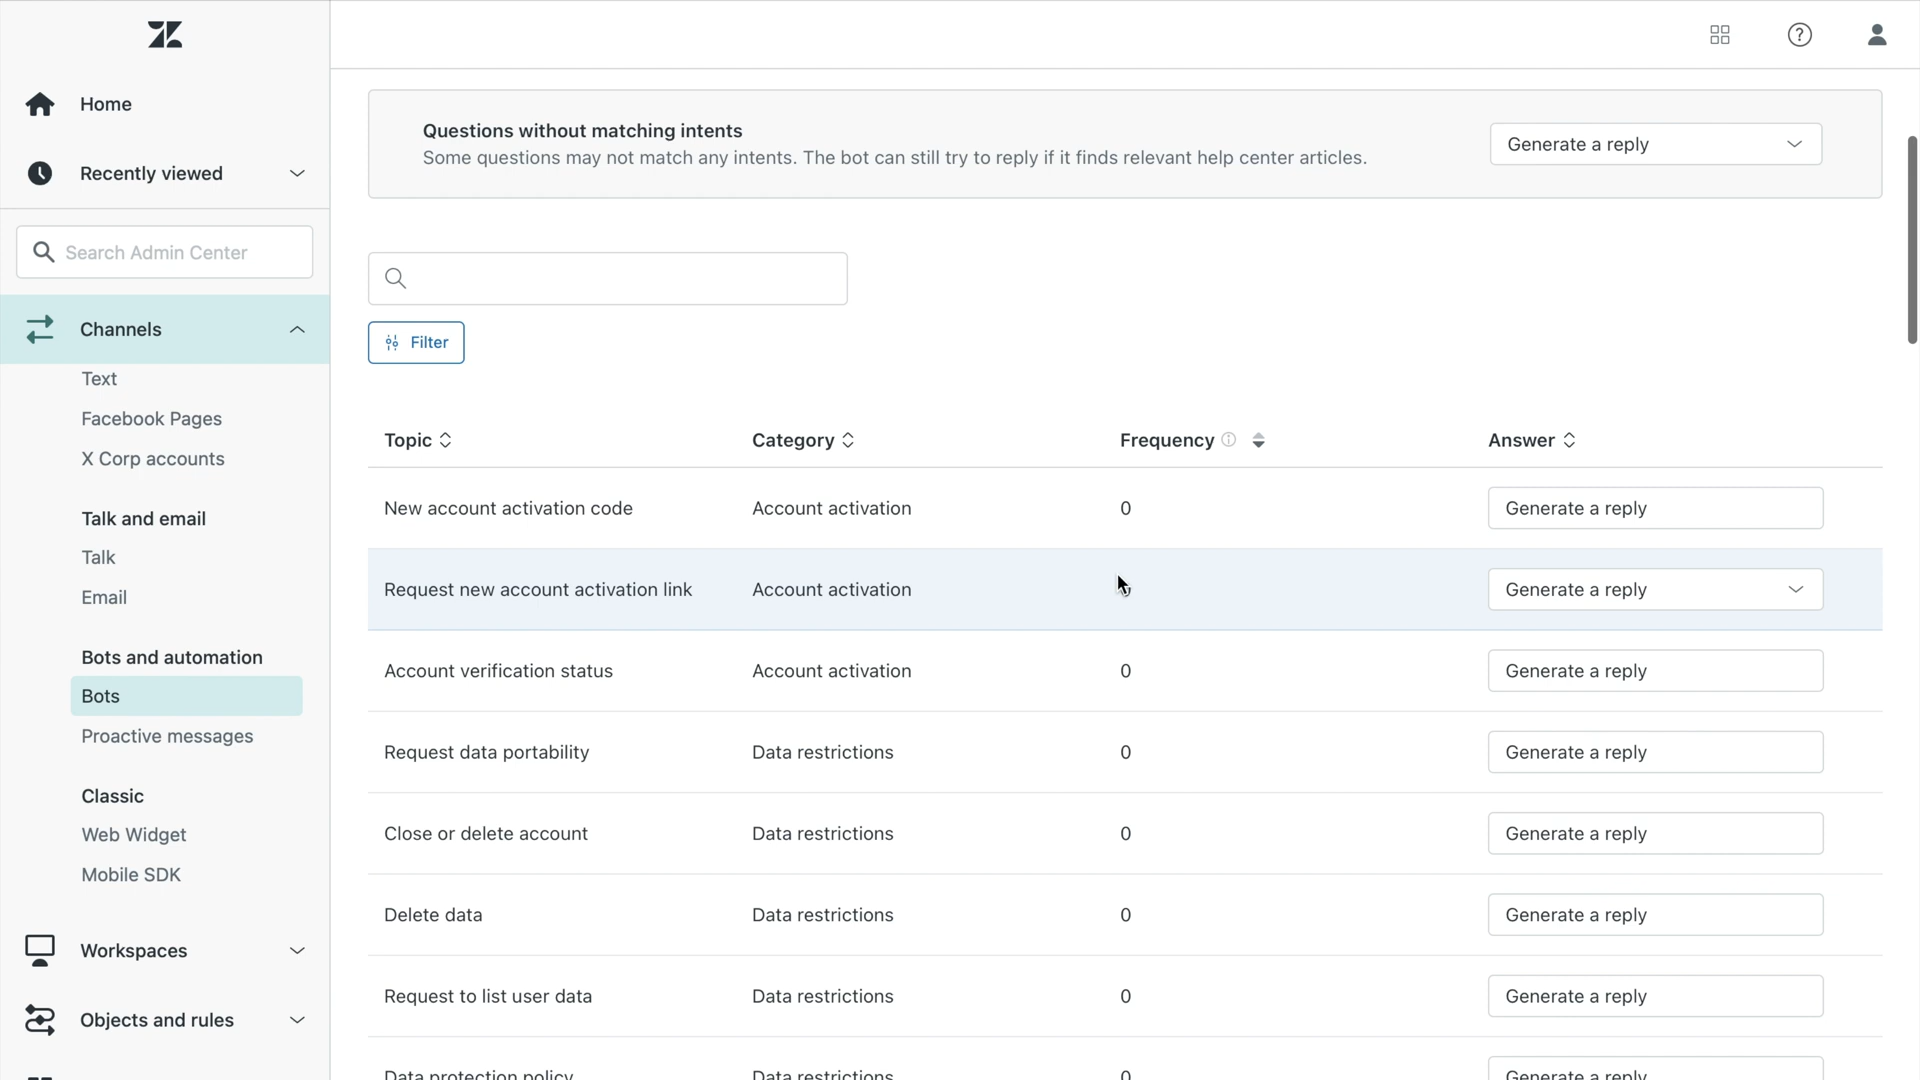 Home
Recently viewed
Search Admin Center
Channels
Text
Facebook Pages
X Corp accounts
Talk and email
Talk
Email
Bots and automation
Bots
Proactive messages
Classic
Web Widget
Mobile SDK
Workspaces
Objects and rules
Questions without matching intents
Some questions may not match any intents. The bot can still try to reply if it finds relevant help center articles.
Generate a reply
Filter
Topic Category Frequency Answer
New account activation code Account activation 0 Generate a reply
Request new account activation link Account activation Generate a reply
Account verification status Account activation 0 Generate a reply
Request data portability Data restrictions 0 Generate a reply
Close or delete account Data restrictions 0 Generate a reply
Delete data Data restrictions 0 Generate a reply
Request to list user data Data restrictions 0 Generate a reply
Data protection policy Data restrictions 0 Generate a reply